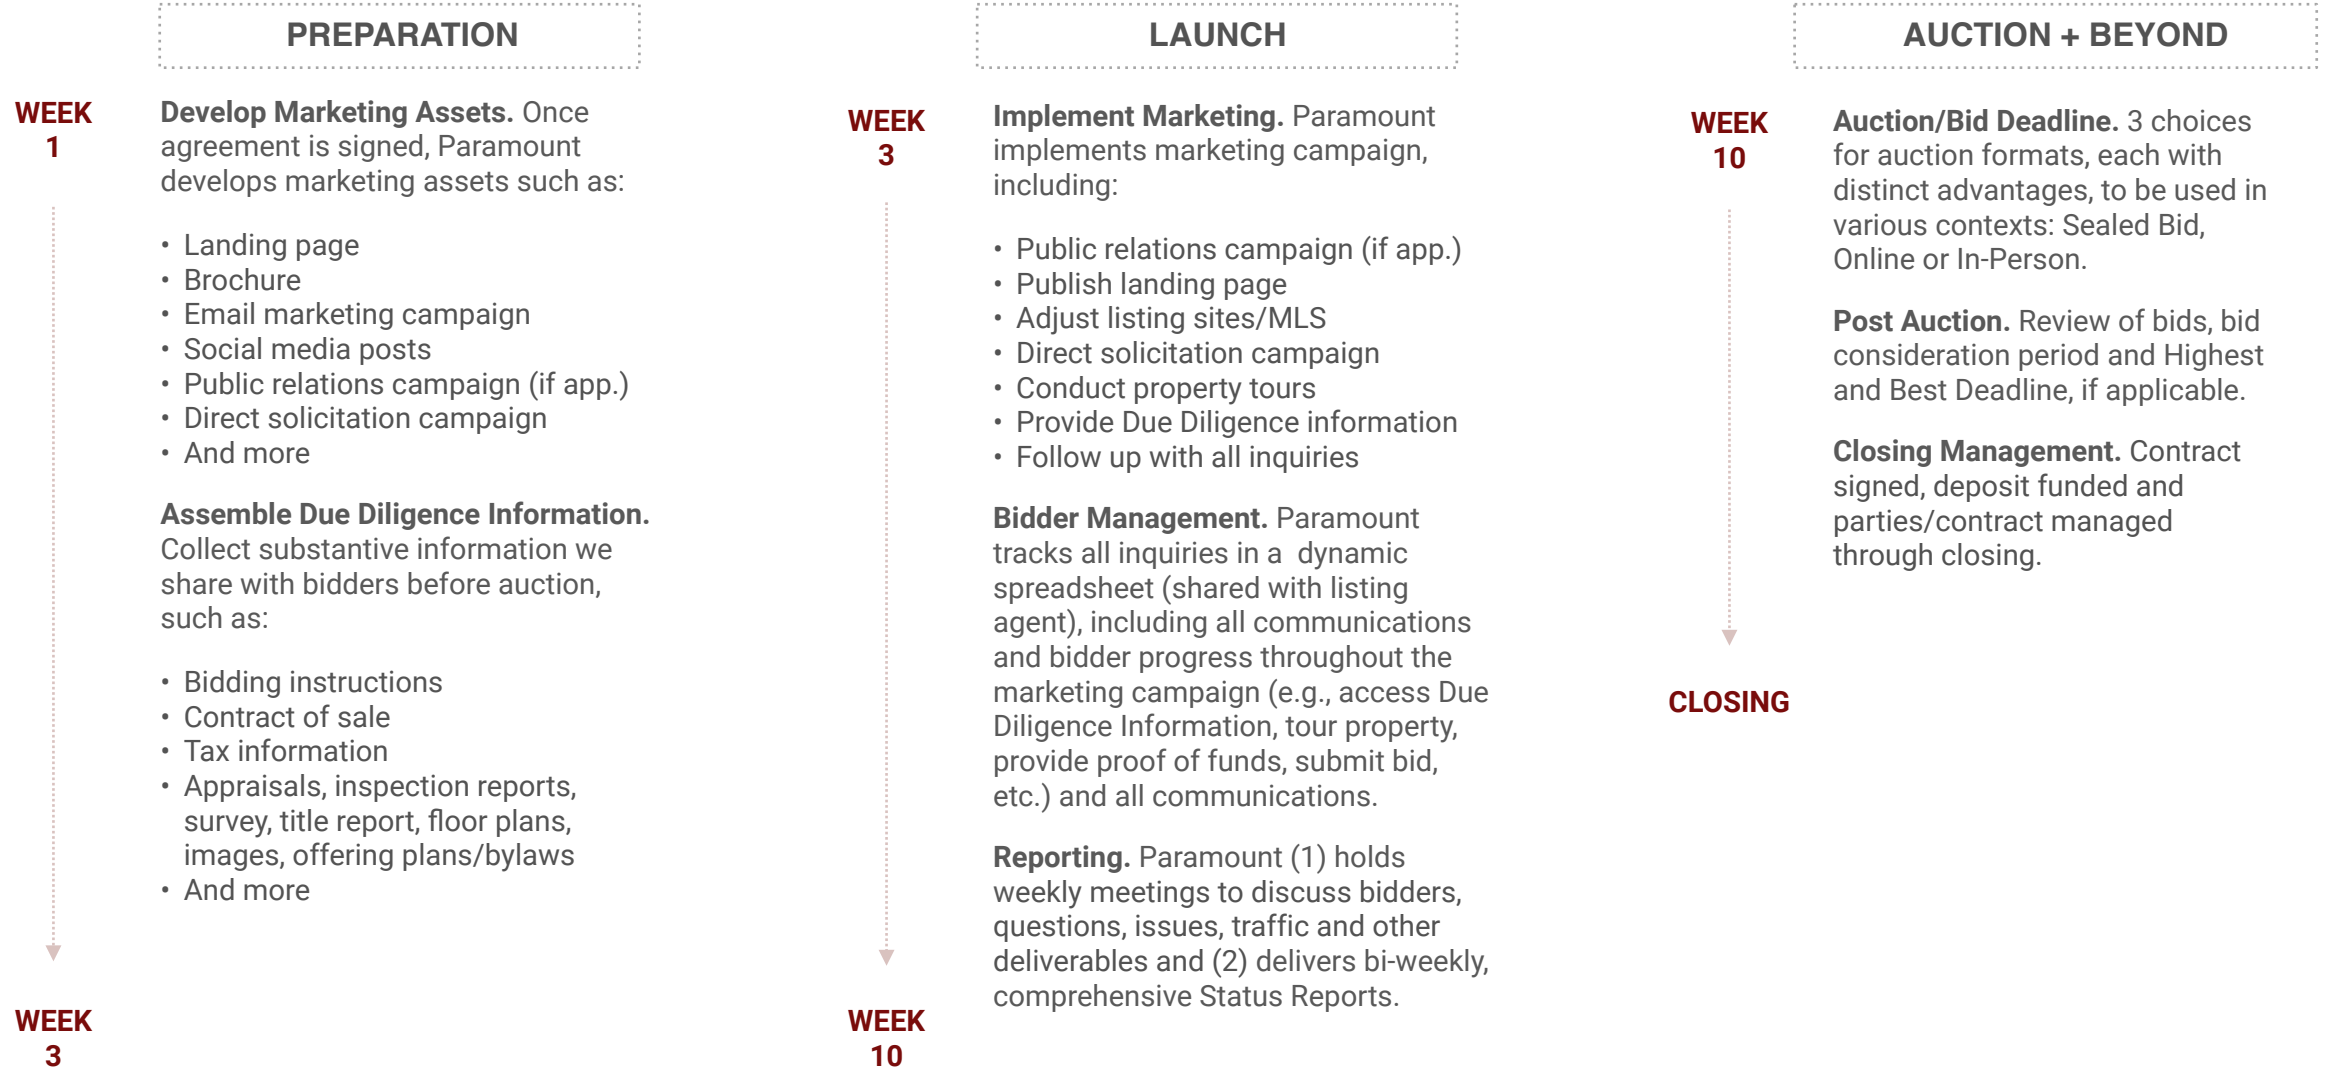 PREPARATION
WEEK
1
Develop Marketing Assets. Once
agreement is signed, Paramount
develops marketing assets such as:
• Landing page
• Brochure
• Email marketing campaign
• Social media posts
• Public relations campaign (if app.)
• Direct solicitation campaign
• And more
Assemble Due Diligence Information.
Collect substantive information we
share with bidders before auction,
such as:
• Bidding instructions
• Contract of sale
• Tax information
• Appraisals, inspection reports,
survey, title report, floor plans,
images, offering plans/bylaws
• And more
WEEK
3
LAUNCH
WEEK
3
Implement Marketing. Paramount
implements marketing campaign,
including:
• Public relations campaign (if app.)
• Publish landing page
• Adjust listing sites/MLS
• Direct solicitation campaign
• Conduct property tours
• Provide Due Diligence information
• Follow up with all inquiries
Bidder Management. Paramount
tracks all inquiries in a  dynamic
spreadsheet (shared with listing
agent), including all communications
and bidder progress throughout the
marketing campaign (e.g., access Due
Diligence Information, tour property,
provide proof of funds, submit bid,
etc.) and all communications.
Reporting. Paramount (1) holds
weekly meetings to discuss bidders,
questions, issues, traffic and other
deliverables and (2) delivers bi-weekly,
comprehensive Status Reports.
WEEK
10
AUCTION + BEYOND
WEEK
10
Auction/Bid Deadline. 3 choices
for auction formats, each with
distinct advantages, to be used in
various contexts: Sealed Bid,
Online or In-Person.
Post Auction. Review of bids, bid
consideration period and Highest
and Best Deadline, if applicable.
Closing Management. Contract
signed, deposit funded and
parties/contract managed
through closing.
CLOSING